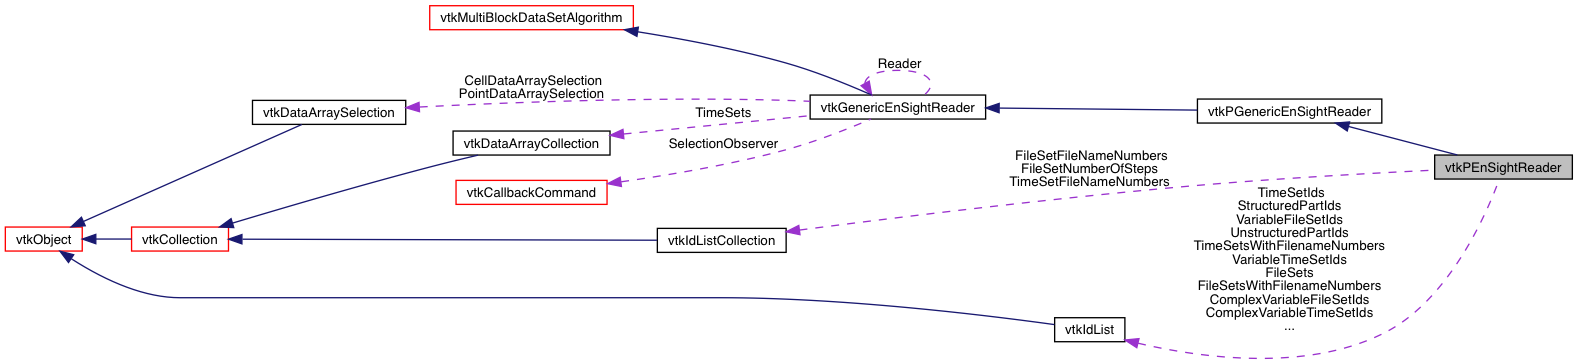 vtkMultiBlockDataSetAlgorithm
Reader
CellDataArraySelection
PointDataArraySelection
vtkDataArraySelection
vtkGenericEnSightReader
vtkPGenericEnSightReader
TimeSets
vtkDataArrayCollection
SelectionObserver
vtkCallbackCommand
FileSetFileNameNumbers
FileSetNumberOfSteps
TimeSetFileNameNumbers
vtkPEnSightReader
vtkObject
vtkCollection
vtkIdListCollection
TimeSetIds
StructuredPartIds
VariableFileSetIds
UnstructuredPartIds
TimeSetsWithFilenameNumbers
VariableTimeSetIds
FileSets
FileSetsWithFilenameNumbers
ComplexVariableFileSetIds
ComplexVariableTimeSetIds
...
vtkIdList